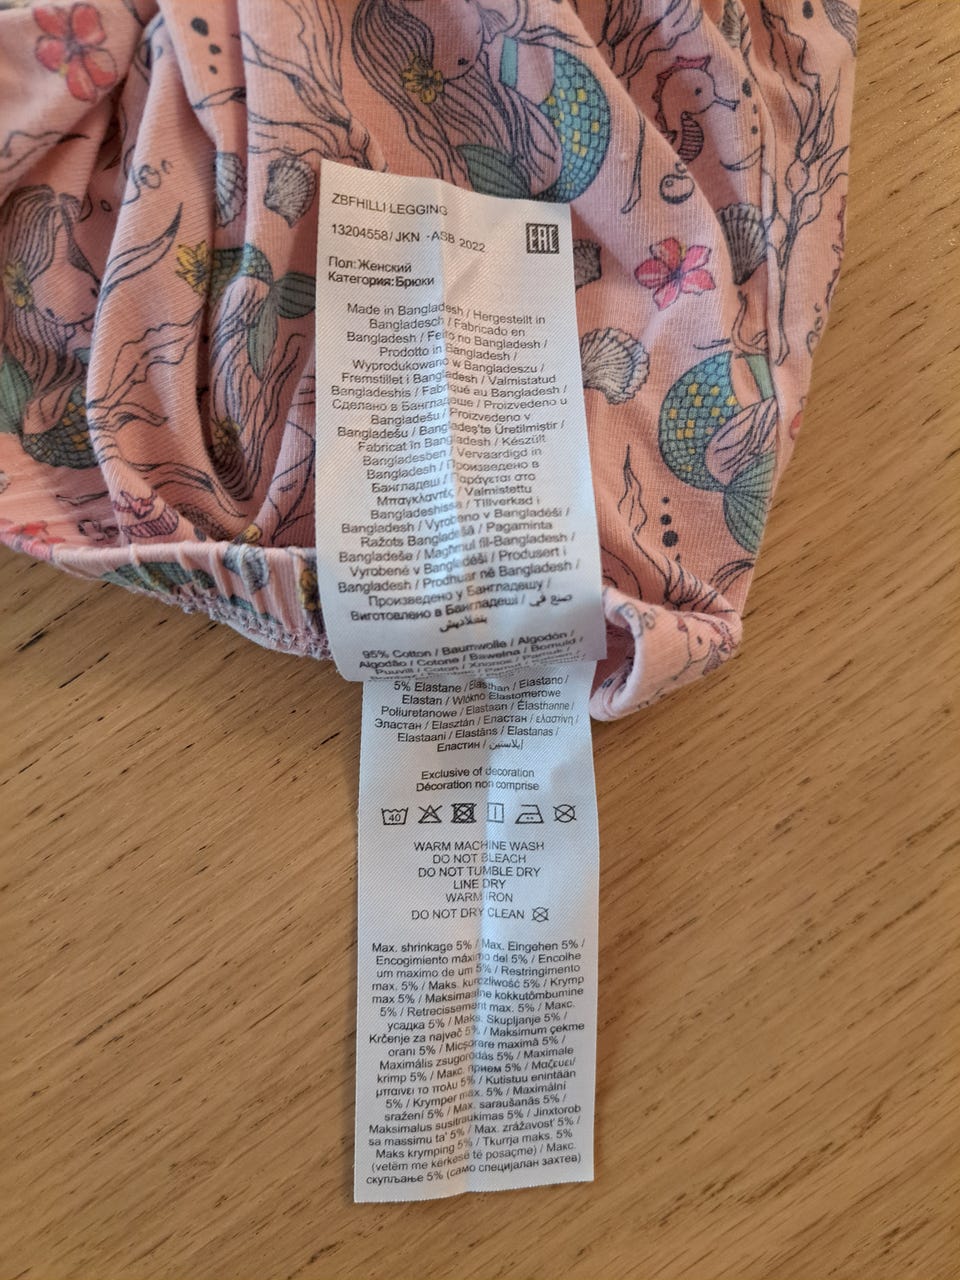 ZBFHILLI LEGGING
13204558/JKN -ASB 2022
EAC
Пол:Женский
Категория:Брюки
Made in Bangladesh / Hergestellt in
Bangladesch / Fabricado en
Bangladesh / Feito no Bangladesh /
Prodotto in Bangladesh /
Wyprodukowano w Bangladeszu /
Fremstillet i Bangladesh / Valmistatud
Bangladeshis / Fabriqué au Bangladesh /
Сделано в Бангладеше / Proizvedeno u
Bangladešu / Proizvedeno v
Bangladešu / Bangladeş'te Üretilmiştir /
Fabricat în Bangladesh / Készült
Bangladesben / Vervaardigd in
Bangladesh / Произведено в
Бангладеш / Παράγεται στο
Μπαγκλαντές / Valmistettu
Bangladeshissa / Tillverkad i
Bangladesh / Vyrobeno v Bangladéši /
Ražots Bangladešā / Pagaminta
Bangladeše / Magħmul fil-Bangladesh /
Vyrobené v Bangladéši / Produsert i
Bangladesh / Prodhuar në Bangladesh /
Произведено у Бангладешу /
Виготовлено в Бангладеші / صنع في
بنغلاديش
95% Cotton / Baumwolle / Algodón /
Algodão / Cotone / Bawełna / Bomuld /
Puuvill / Coton / Хлопок / Pamuk /
5% Elastane / Elasthan / Elastano /
Elastan / Włókno Elastomerowe
Poliuretanowe / Elastaan / Élasthanne /
Эластан / Elasztán / Еластан / ελαστίνη /
Elastaani / Elastāns / Elastanas /
Еластин / إيلاستين
Exclusive of decoration
Décoration non comprise
40
WARM MACHINE WASH
DO NOT BLEACH
DO NOT TUMBLE DRY
LINE DRY
WARM IRON
DO NOT DRY CLEAN
Max. shrinkage 5% / Max. Eingehen 5% /
Encogimiento máximo del 5% / Encolhe
um maximo de um 5% / Restringimento
max. 5% / Maks. kurczliwość 5% / Krymp
max 5% / Maksimaalne kokkutõmbumine
5% / Retrecissement max. 5% / Макс.
усадка 5% / Maks. Skupljanje 5% /
Krčenje za največ 5% / Maksimum çekme
oranı 5% / Micşorare maximă 5% /
Maximális zsugorodás 5% / Maximale
krimp 5% / Макс. прием 5% / Μαζεύει/
μπαίνει το πολύ 5% / Kutistuu enintään
5% / Krymper max. 5% / Maximální
sražení 5% / Max. saraušanās 5% /
Maksimalus susitraukimas 5% / Jinxtorob
sa massimu ta' 5% / Max. zrážavosť 5% /
Maks krymping 5% / Tkurrja maks. 5%
(vetëm me kërkesë të posaçme) / Макс.
скупљање 5% (само специјалан захтев)